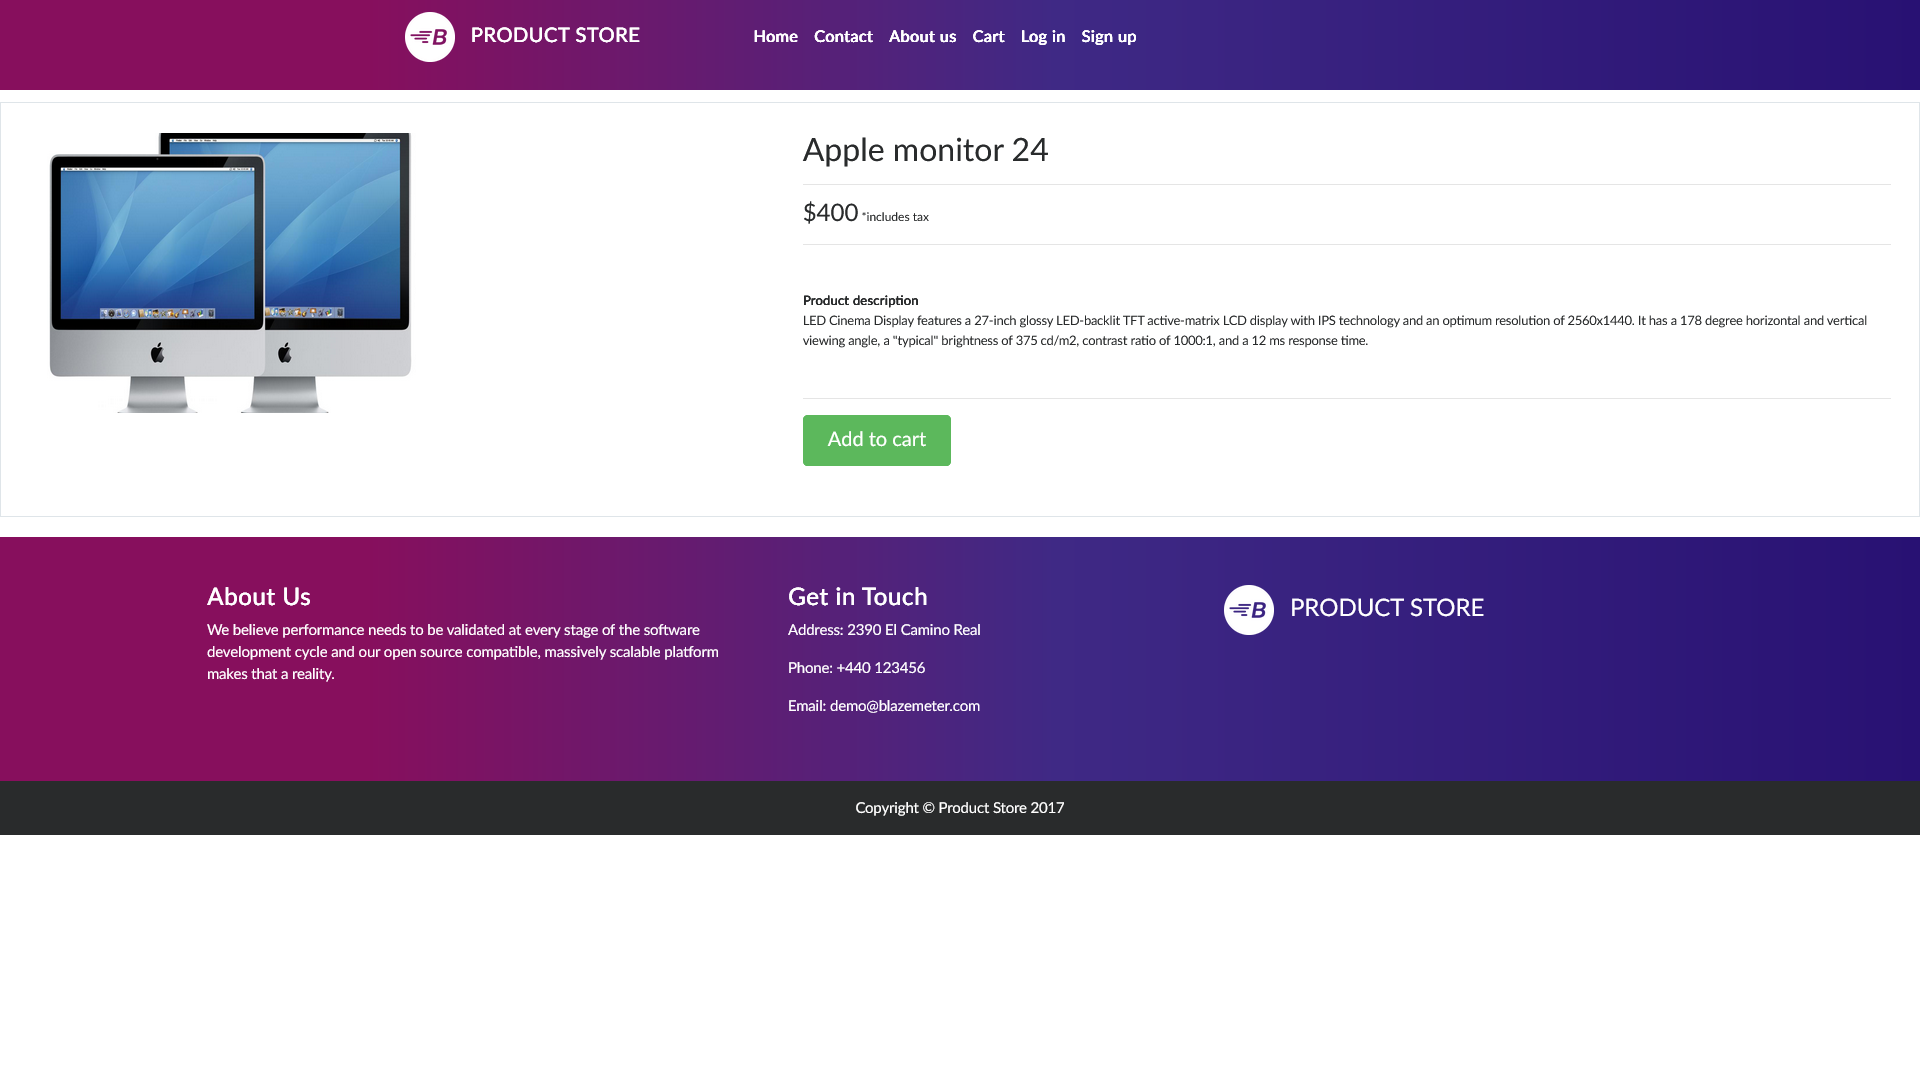 B PRODUCT STORE Home Contact About us Cart Log in Sign up
Apple monitor 24
$400 *includes tax
Product description
LED Cinema Display features a 27-inch glossy LED-backlit TFT active-matrix LCD display with IPS technology and an optimum resolution of 2560x1440. It has a 178 degree horizontal and vertical
viewing angle, a "typical" brightness of 375 cd/m2, contrast ratio of 1000:1, and a 12 ms response time.
Add to cart
About Us
We believe performance needs to be validated at every stage of the software
development cycle and our open source compatible, massively scalable platform
makes that a reality.
Get in Touch
Address: 2390 El Camino Real
Phone: +440 123456
Email: demo@blazemeter.com
B PRODUCT STORE
Copyright © Product Store 2017